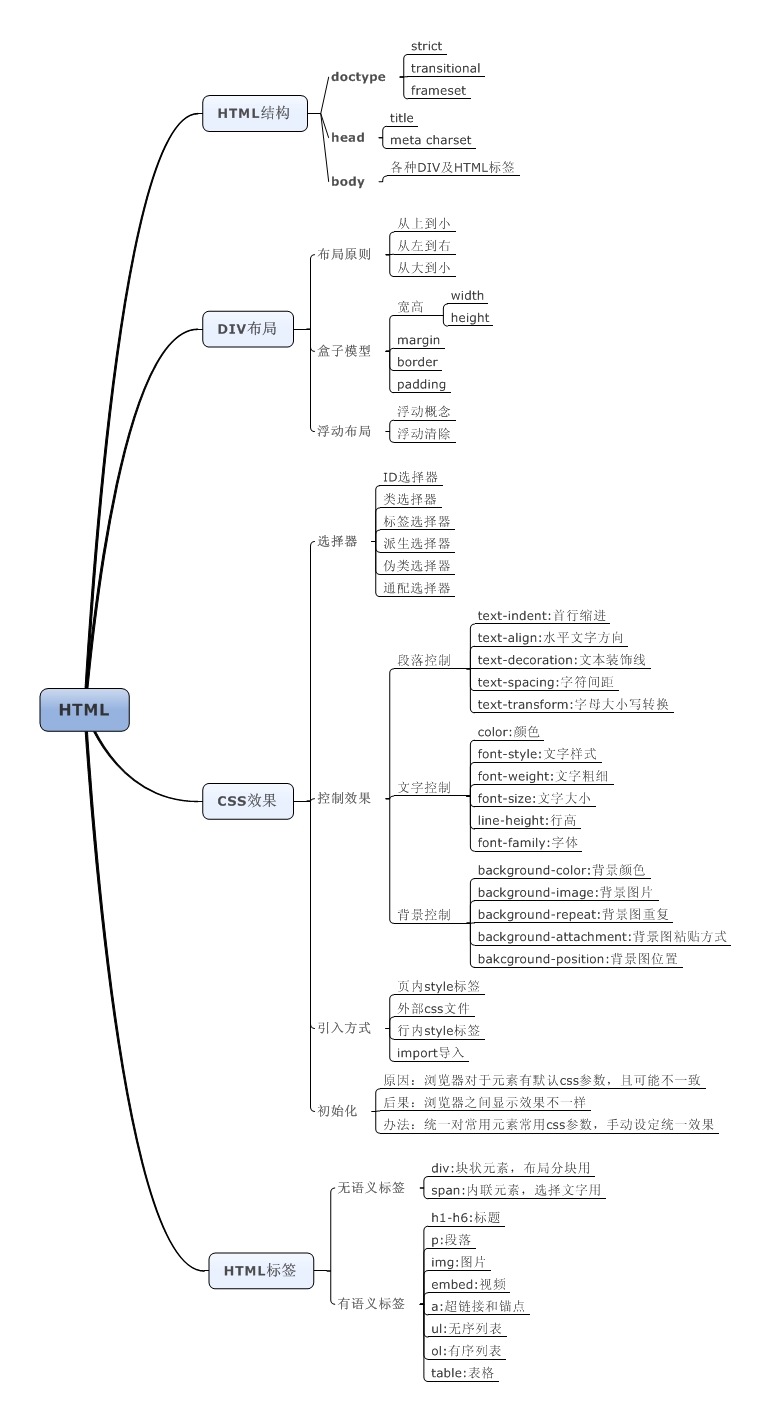 HTML
HTML结构
doctype
strict
transitional
frameset
head
title
meta charset
body
各种DIV及HTML标签
DIV布局
布局原则
从上到小
从左到右
从大到小
盒子模型
宽高
width
height
margin
border
padding
浮动布局
浮动概念
浮动清除
CSS效果
选择器
ID选择器
类选择器
标签选择器
派生选择器
伪类选择器
通配选择器
控制效果
段落控制
text-indent:首行缩进
text-align:水平文字方向
text-decoration:文本装饰线
text-spacing:字符间距
text-transform:字母大小写转换
文字控制
color:颜色
font-style:文字样式
font-weight:文字粗细
font-size:文字大小
line-height:行高
font-family:字体
背景控制
background-color:背景颜色
background-image:背景图片
background-repeat:背景图重复
background-attachment:背景图粘贴方式
bakcground-position:背景图位置
引入方式
页内style标签
外部css文件
行内style标签
import导入
初始化
原因：浏览器对于元素有默认css参数，且可能不一致
后果：浏览器之间显示效果不一样
办法：统一对常用元素常用css参数，手动设定统一效果
HTML标签
无语义标签
div:块状元素，布局分块用
span:内联元素，选择文字用
有语义标签
h1-h6:标题
p:段落
img:图片
embed:视频
a:超链接和锚点
ul:无序列表
ol:有序列表
table:表格